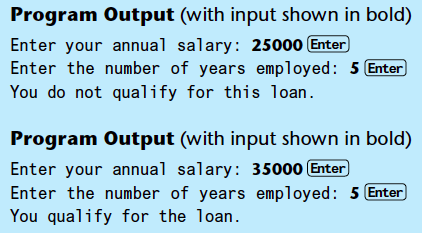 Program Output (with input shown in bold)
Enter your annual salary: 25000 Enter
Enter the number of years employed: 5 Enter
You do not qualify for this loan.
Program Output (with input shown in bold)
Enter your annual salary: 35000 Enter
Enter the number of years employed: 5 Enter
You qualify for the loan.